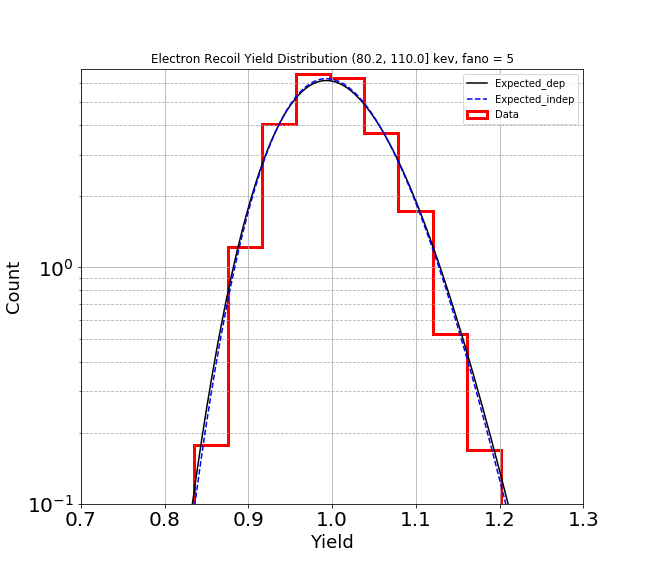 Electron Recoil Yield Distribution (80.2, 110.0] kev, fano = 5
Expected_dep
Expected_indep
Data
Count
10^0
10^-1
0.7 0.8 0.9 1.0 1.1 1.2 1.3
Yield